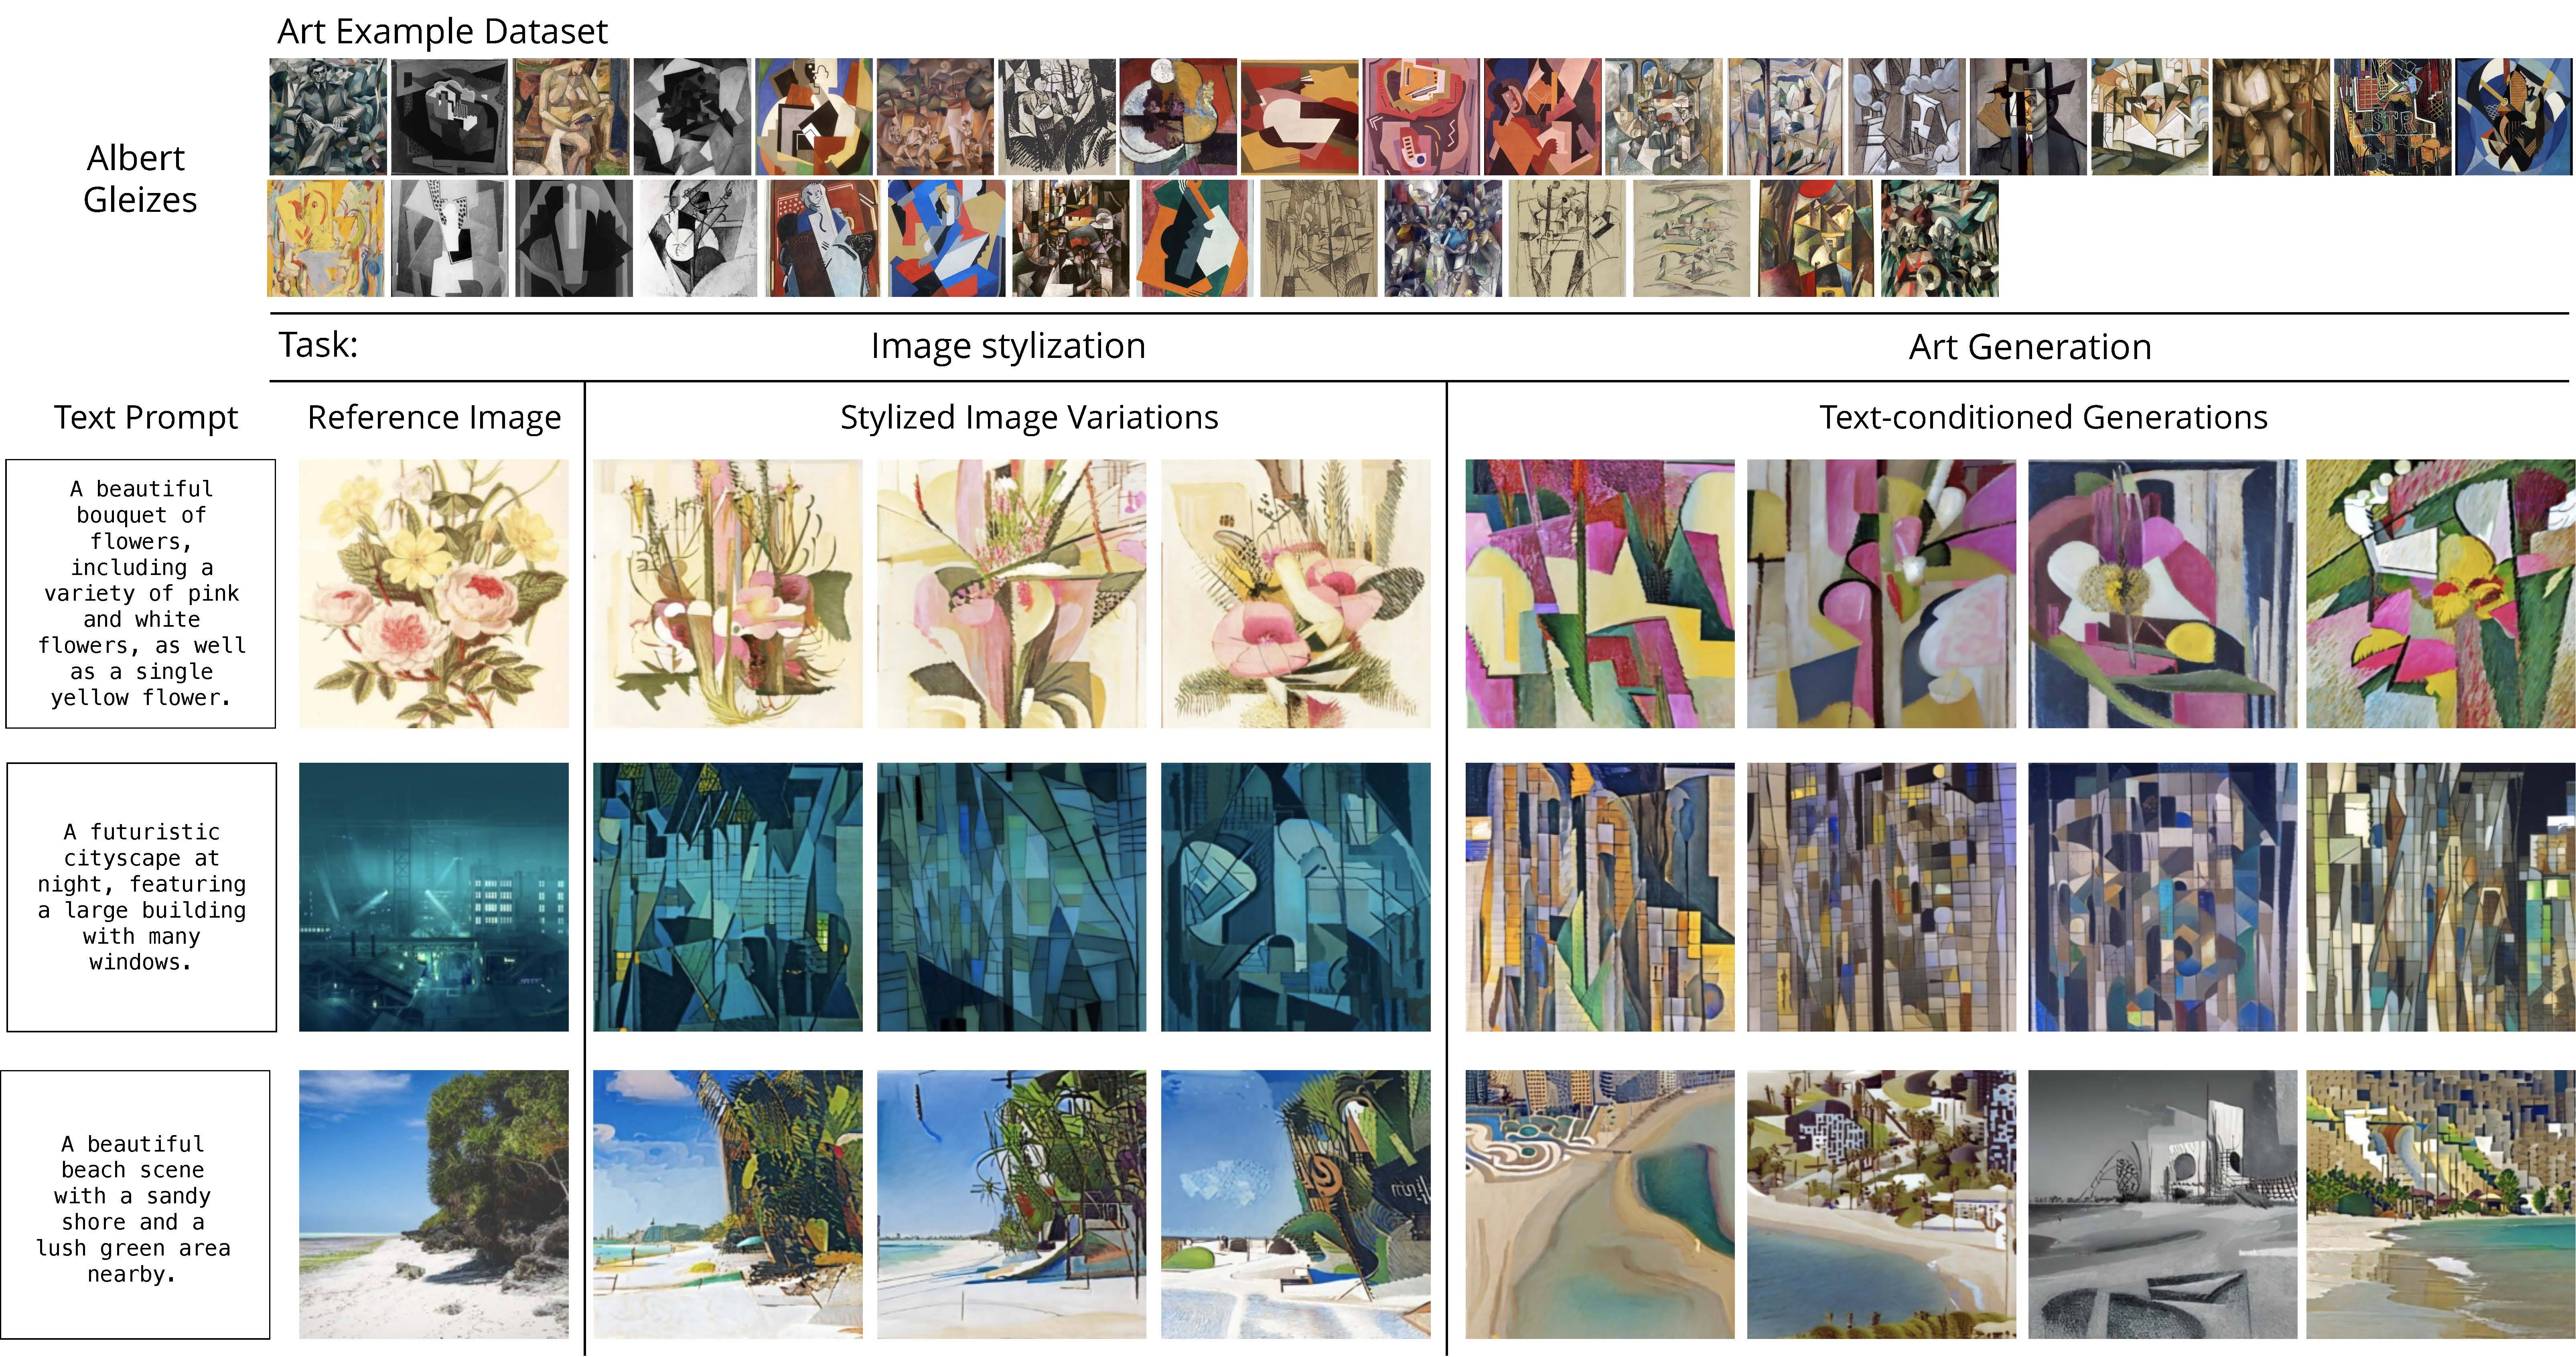 Art Example Dataset
Albert
Gleizes
Task:
Image stylization
Art Generation
Text Prompt
Reference Image
Stylized Image Variations
Text-conditioned Generations
A beautiful
bouquet of
flowers,
including a
variety of pink
and white
flowers, as well
as a single
yellow flower.
A futuristic
cityscape at
night, featuring
a large building
with many
windows.
A beautiful
beach scene
with a sandy
shore and a
lush green area
nearby.